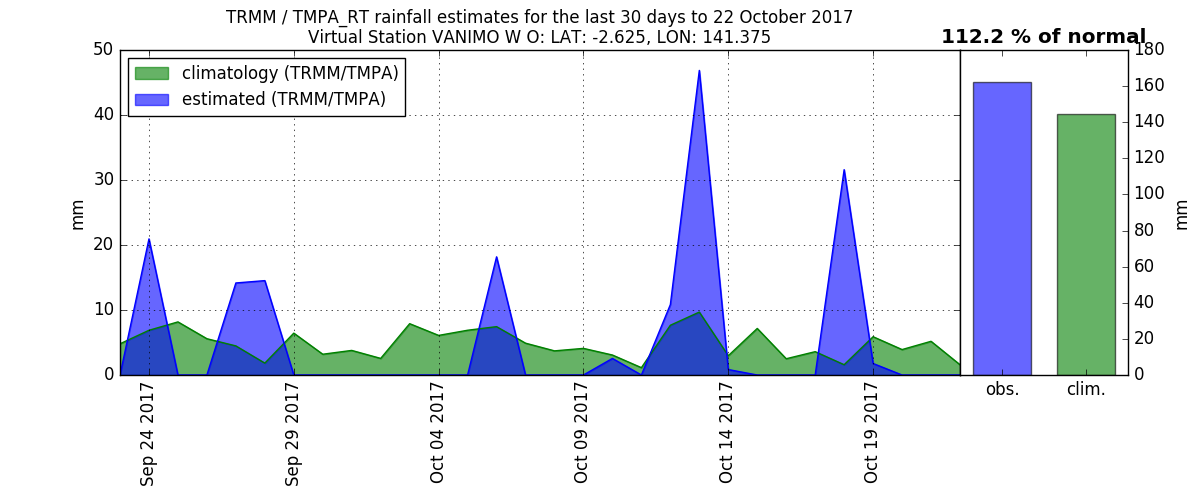 TRMM / TMPA_RT rainfall estimates for the last 30 days to 22 October 2017
Virtual Station VANIMO W O: LAT: -2.625, LON: 141.375
112.2 % of normal
climatology (TRMM/TMPA)
estimated (TRMM/TMPA)
mm
50
40
30
20
10
0
Sep 24 2017
Sep 29 2017
Oct 04 2017
Oct 09 2017
Oct 14 2017
Oct 19 2017
obs.
clim.
180
160
140
120
100
80
60
40
20
0
mm